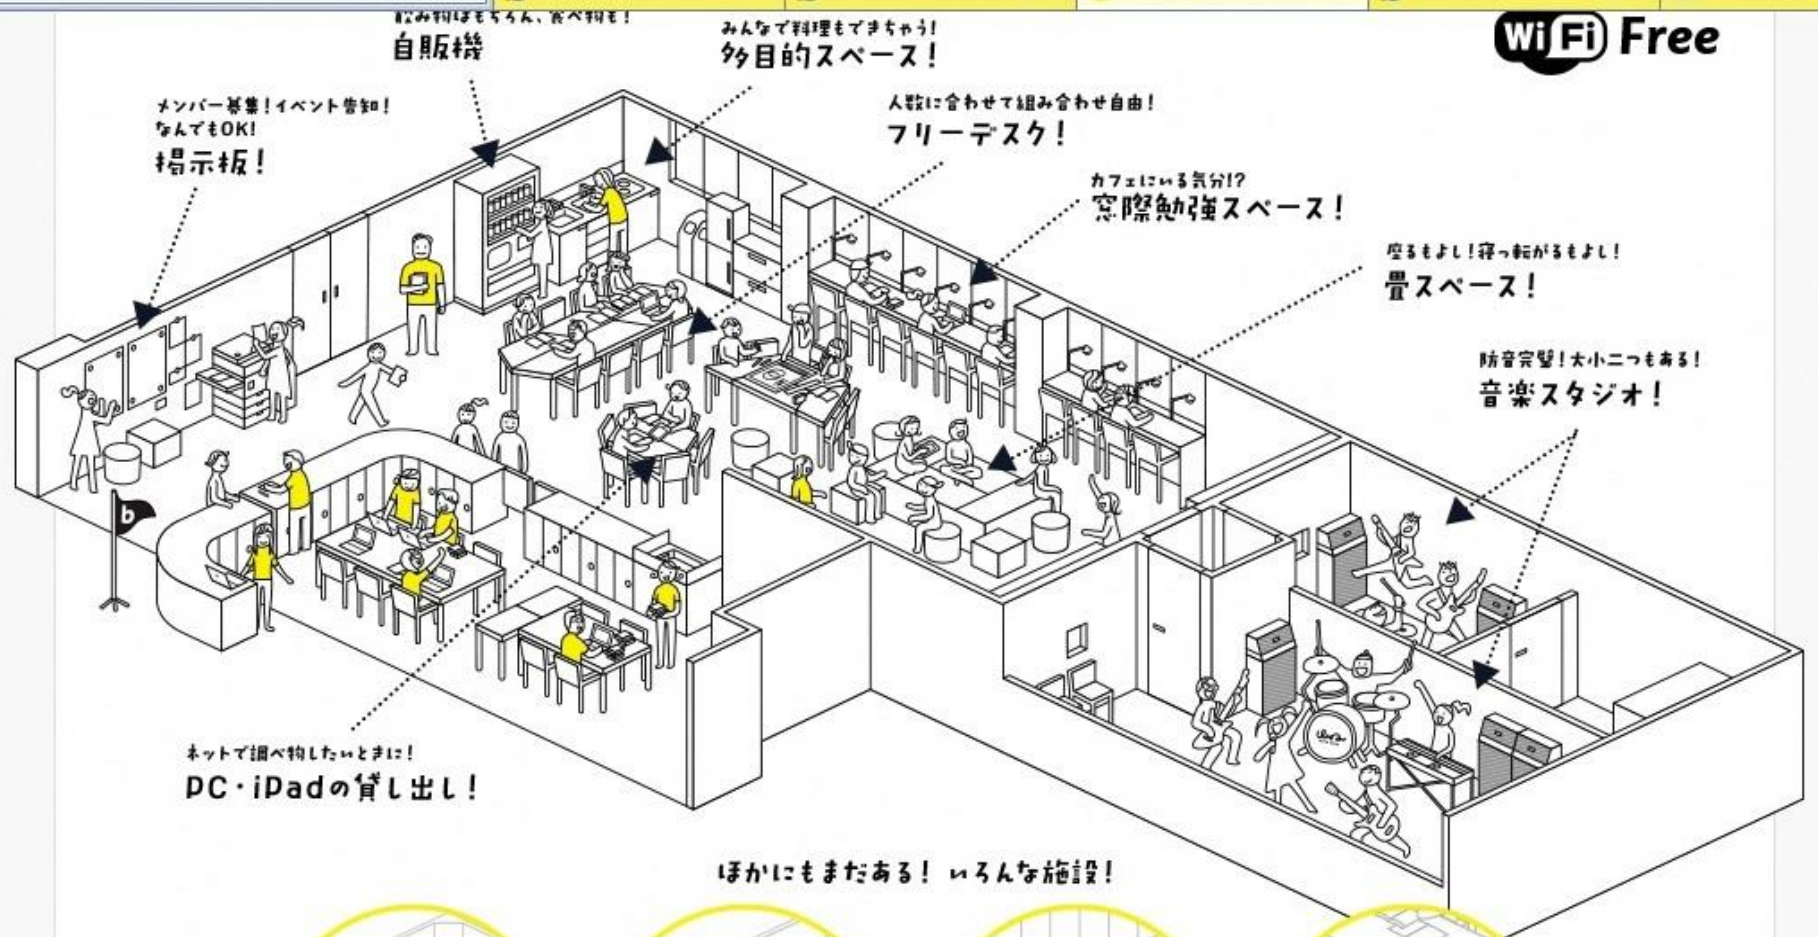 飲み物はもちろん、食べ物も!
自販機
みんなで料理もできちゃう!
多目的スペース!
WiFi Free
メンバー募集!イベント告知!
なんでもOK!
掲示板!
人数に合わせて組み合わせ自由!
フリーデスク!
カフェにいる気分!?
窓際勉強スペース!
座るもよし!寝っ転がるもよし!
畳スペース!
防音完璧!大小二つもある!
音楽スタジオ!
b
ネットで調べ物したいときに!
PC・iPadの貸し出し!
ほかにもまだある! いろんな施設!